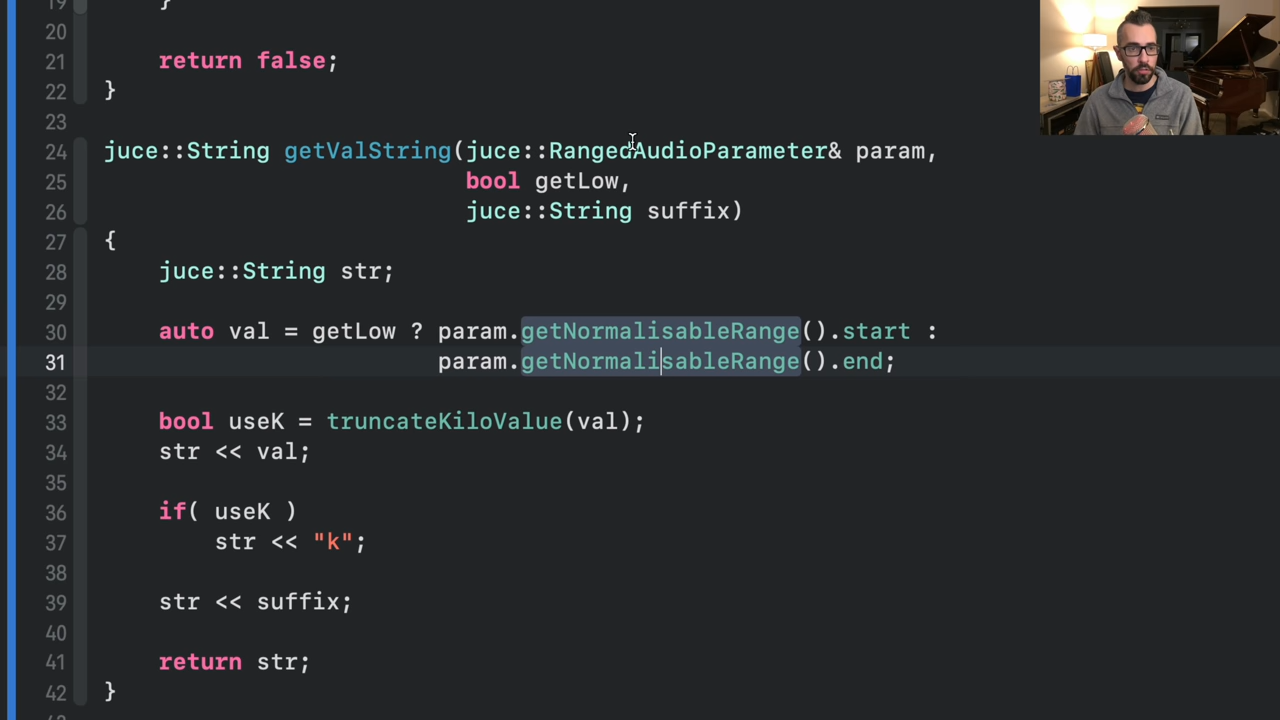 19 }
20
21 return false;
22 }
23
24 juce::String getValString(juce::RangedAudioParameter& param,
25 bool getLow,
26 juce::String suffix)
27 {
28 juce::String str;
29
30 auto val = getLow ? param.getNormalisableRange().start :
31 param.getNormalisableRange().end;
32
33 bool useK = truncateKiloValue(val);
34 str << val;
35
36 if( useK )
37 str << "k";
38
39 str << suffix;
40
41 return str;
42 }